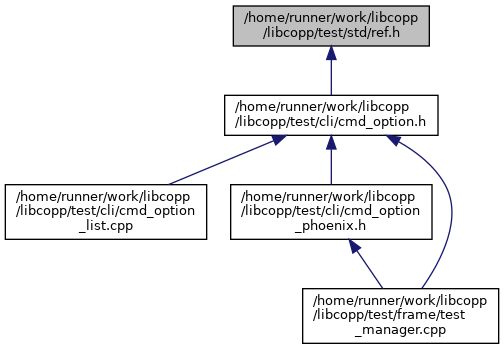 /home/runner/work/libcopp
/libcopp/test/std/ref.h
/home/runner/work/libcopp
/libcopp/test/cli/cmd_option.h
/home/runner/work/libcopp
/libcopp/test/cli/cmd_option
_list.cpp
/home/runner/work/libcopp
/libcopp/test/cli/cmd_option
_phoenix.h
/home/runner/work/libcopp
/libcopp/test/frame/test
_manager.cpp